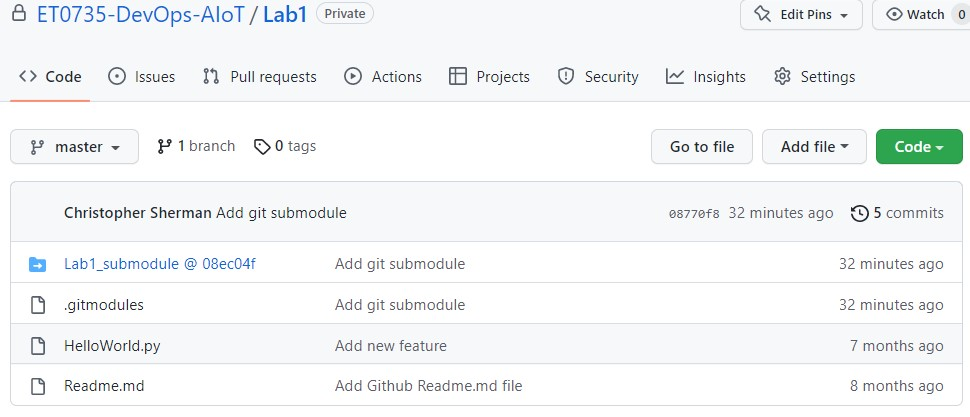 ET0735-DevOps-AIoT / Lab1 Private Edit Pins Watch 0
Code Issues Pull requests Actions Projects Security Insights Settings
master 1 branch 0 tags Go to file Add file Code
Christopher Sherman Add git submodule 08770f8 32 minutes ago 5 commits
Lab1_submodule @ 08ec04f Add git submodule 32 minutes ago
.gitmodules Add git submodule 32 minutes ago
HelloWorld.py Add new feature 7 months ago
Readme.md Add Github Readme.md file 8 months ago